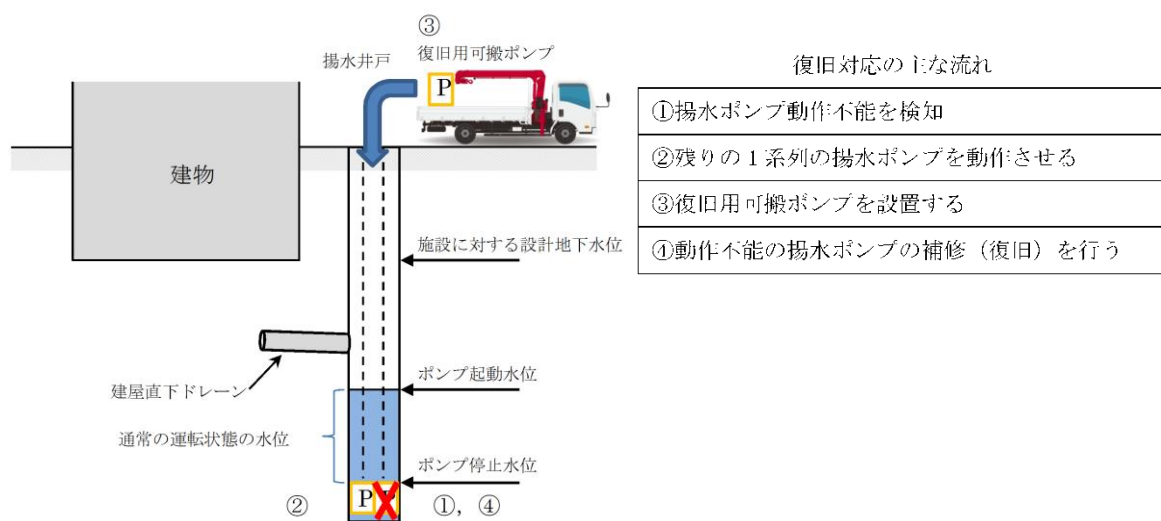 ③
復旧用可搬ポンプ
揚水井戸
P
建物
施設に対する設計地下水位
建屋直下ドレーン
ポンプ起動水位
通常の運転状態の水位
ポンプ停止水位
P
②
①, ④
復旧対応の主な流れ
①揚水ポンプ動作不能を検知
②残りの1系列の揚水ポンプを動作させる
③復旧用可搬ポンプを設置する
④動作不能の揚水ポンプの補修(復旧)を行う